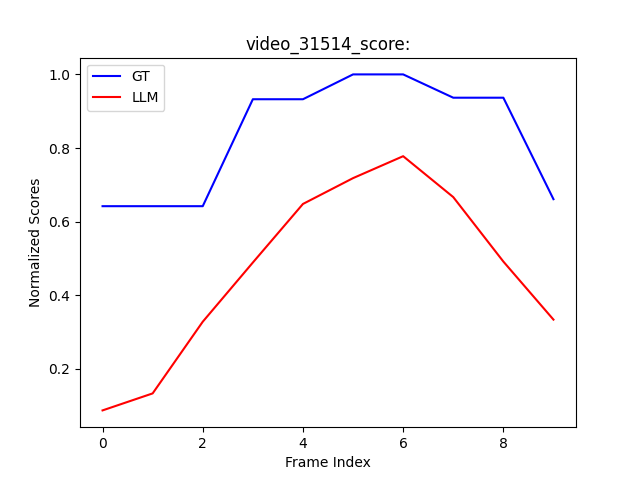 video_31514_score:
GT
LLM
Normalized Scores
1.0
0.8
0.6
0.4
0.2
0 2 4 6 8
Frame Index